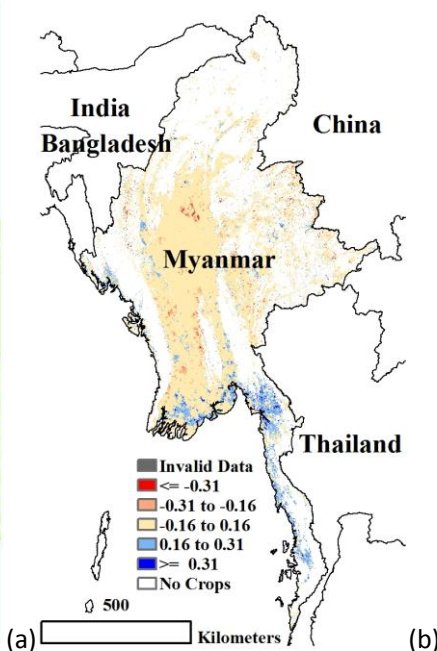 India
Bangladesh
China
Myanmar
Thailand
Invalid Data
<= -0.31
-0.31 to -0.16
-0.16 to 0.16
0.16 to 0.31
>= 0.31
No Crops
500
Kilometers
(a)
(b)